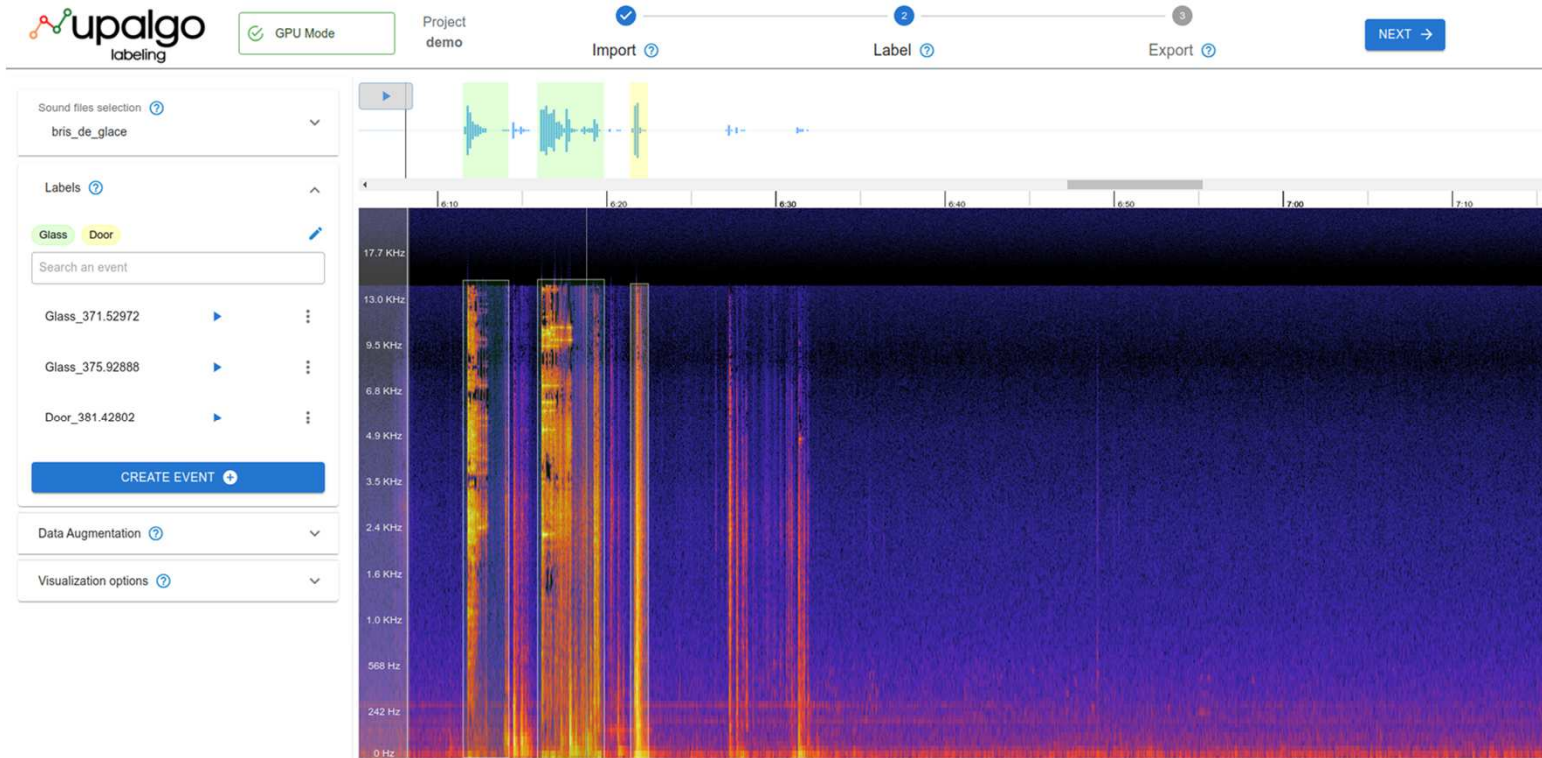 upalgo
labeling
GPU Mode
Project
demo
Import
2
Label
3
Export
NEXT
Sound files selection
bris_de_glace
Labels
Glass Door
Search an event
Glass_371.52972
Glass_375.92888
Door_381.42802
CREATE EVENT
Data Augmentation
Visualization options
6:10 6:20 6:30 6:40 6:50 7:00 7:10
17.7 KHz
13.0 KHz
9.5 KHz
6.8 KHz
4.9 KHz
3.5 KHz
2.4 KHz
1.6 KHz
1.0 KHz
568 Hz
242 Hz
0 Hz